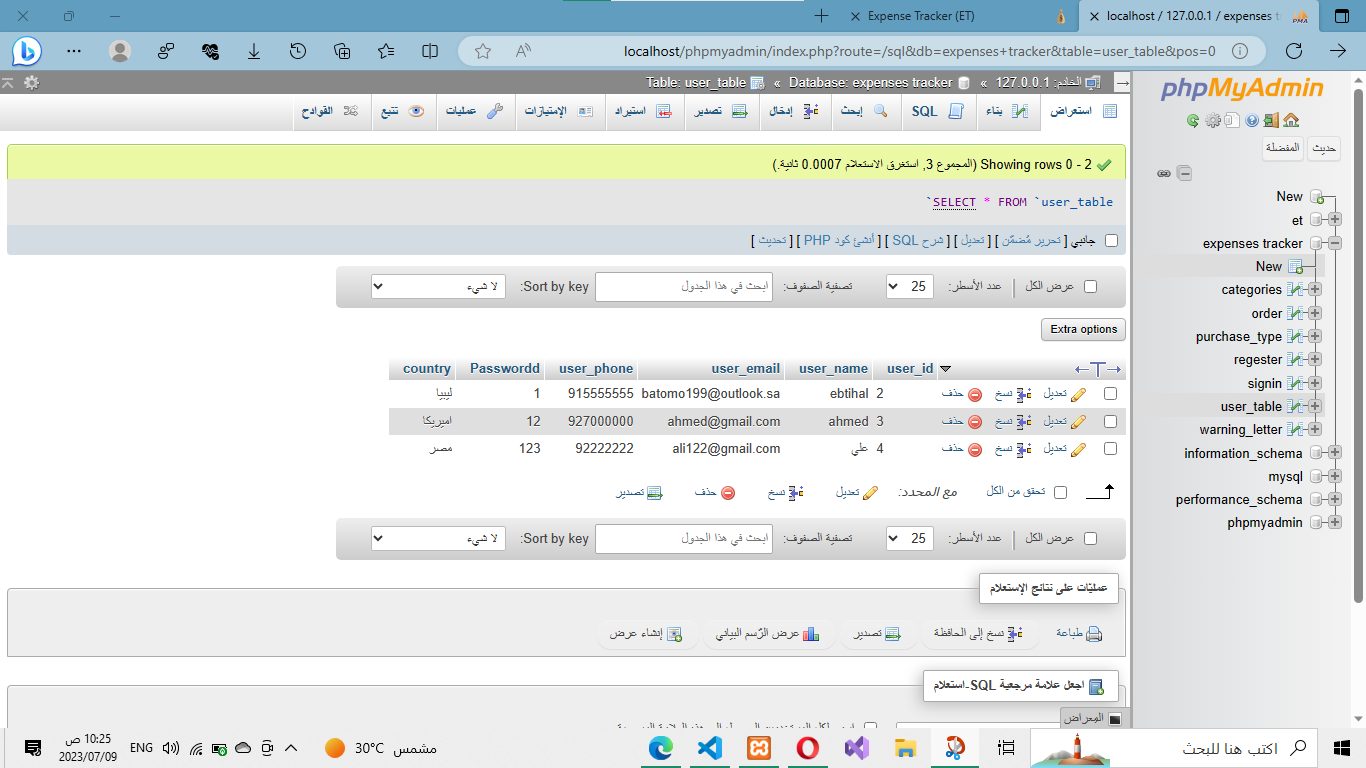 Expense Tracker (ET)
localhost / 127.0.0.1 / expenses t
localhost/phpmyadmin/index.php?route=/sql&db=expenses+tracker&table=user_table&pos=0
phpMyAdmin
حديث
المفضلة
New
et
expenses tracker
New
categories
order
purchase_type
regester
signin
user_table
warning_letter
information_schema
mysql
performance_schema
phpmyadmin
الخادم: 127.0.0.1 » Database: expenses tracker » Table: user_table
استعراض
بناء
SQL
إبحث
إدخال
تصدير
استيراد
الإمتيازات
عمليات
تتبع
القوادح
Showing rows 0 - 2 (المجموع 3, استغرق الاستعلام 0.0007 ثانية.)
SELECT * FROM `user_table`
جانبي [ تحرير مُضمّن ] [ تعديل ] [ شرح SQL ] [ أنشئ كود PHP ] [ تحديث ]
عرض الكل عدد الأسطر: 25 تصفية الصفوف: ابحث في هذا الجدول Sort by key: لا شيء
Extra options
user_id user_name user_email user_phone Passwordd country
تعديل نسخ حذف 2 ebtihal batomo199@outlook.sa 915555555 1 ليبيا
تعديل نسخ حذف 3 ahmed ahmed@gmail.com 927000000 12 اميريكا
تعديل نسخ حذف 4 علي ali122@gmail.com 92222222 123 مصر
تحقق من الكل مع المحدد: تعديل نسخ حذف تصدير
عرض الكل عدد الأسطر: 25 تصفية الصفوف: ابحث في هذا الجدول Sort by key: لا شيء
عمليّات على نتائج الإستعلام
طباعة نسخ إلى الحافظة تصدير عرض الرّسم البياني إنشاء عرض
اجعل علامة مرجعية SQL-استعلام
المِعراض
اكتب هنا للبحث
مشمس 30°C
ENG
10:25 ص
2023/07/09